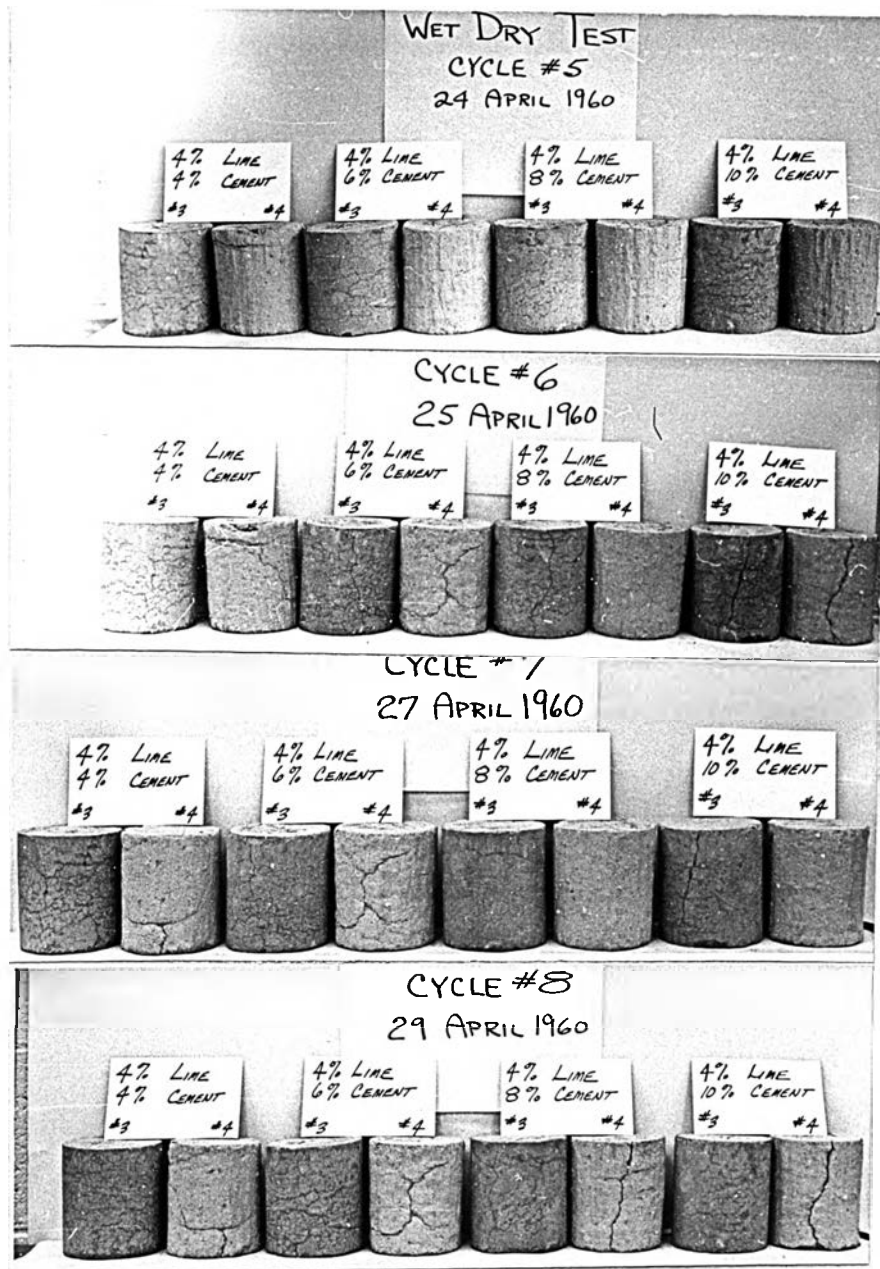 WET DRY TEST
CYCLE #5
24 APRIL 1960
4% LIME
4% CEMENT
#3 #4
4% LIME
6% CEMENT
#3 #4
4% LIME
8% CEMENT
#3 #4
4% LIME
10% CEMENT
#3 #4
CYCLE #6
25 APRIL 1960
4% LIME
4% CEMENT
#3 #4
4% LIME
6% CEMENT
#3 #4
4% LIME
8% CEMENT
#3 #4
4% LIME
10% CEMENT
#3 #4
CYCLE #7
27 APRIL 1960
4% LIME
4% CEMENT
#3 #4
4% LIME
6% CEMENT
#3 #4
4% LIME
8% CEMENT
#3 #4
4% LIME
10% CEMENT
#3 #4
CYCLE #8
29 APRIL 1960
4% LIME
4% CEMENT
#3 #4
4% LIME
6% CEMENT
#3 #4
4% LIME
8% CEMENT
#3 #4
4% LIME
10% CEMENT
#3 #4